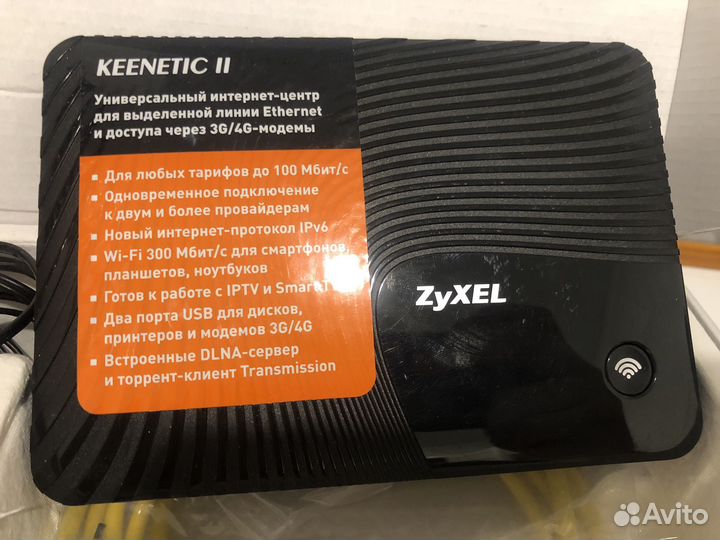 KEENETIC II
Универсальный интернет-центр
для выделенной линии Ethernet
и доступа через 3G/4G-модемы
▪ Для любых тарифов до 100 Мбит/с
▪ Одновременное подключение
к двум и более провайдерам
▪ Новый интернет-протокол IPv6
▪ Wi-Fi 300 Мбит/с для смартфонов,
планшетов, ноутбуков
▪ Готов к работе с IPTV и Smart
▪ Два порта USB для дисков,
принтеров и модемов 3G/4G
▪ Встроенные DLNA-сервер
и торрент-клиент Transmission
ZyXEL
Avito